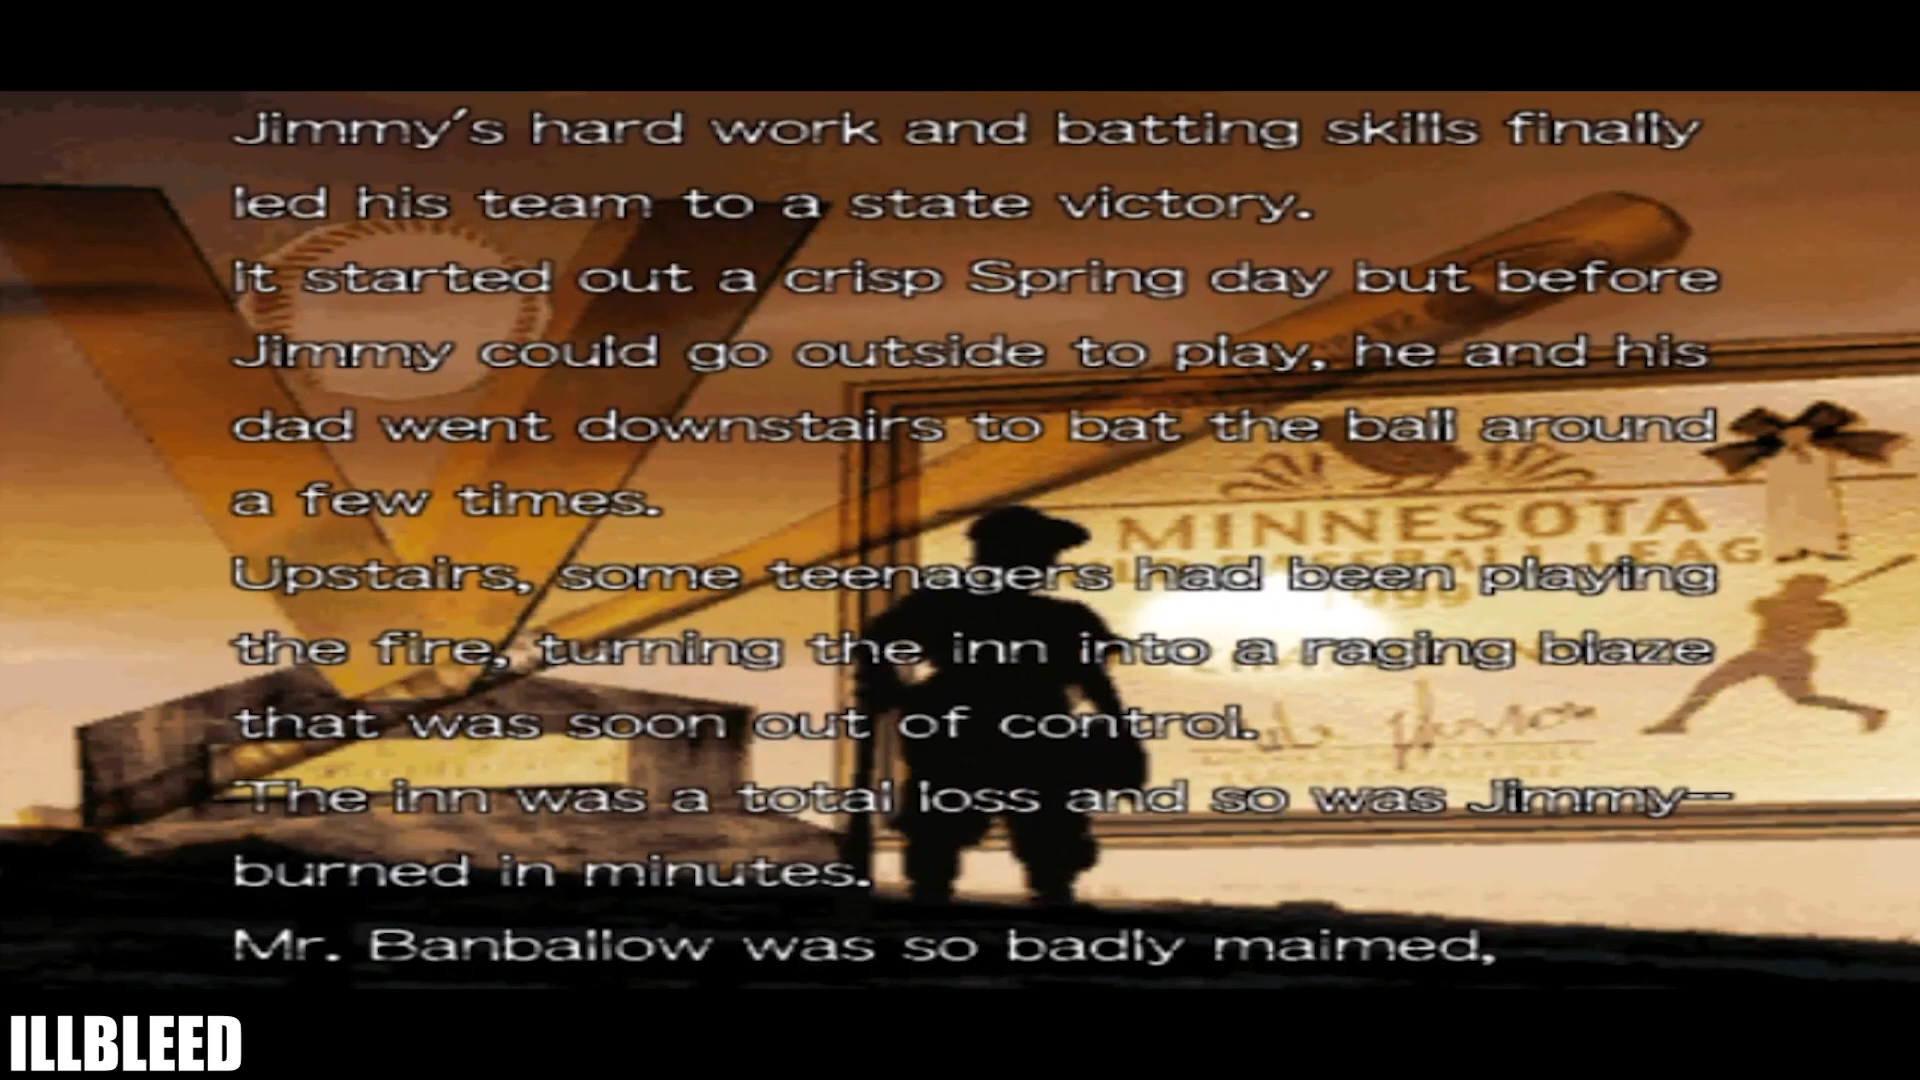 Jimmy's hard work and batting skills finally
led his team to a state victory.
It started out a crisp Spring day but before
Jimmy could go outside to play, he and his
dad went downstairs to bat the ball around
a few times.
Upstairs, some teenagers had been playing
the fire, turning the inn into a raging blaze
that was soon out of control.
The inn was a total loss and so was Jimmy--
burned in minutes.
Mr. Banballow was so badly maimed,
MINNESOTA
BASEBALL LEAG
ILLBLEED